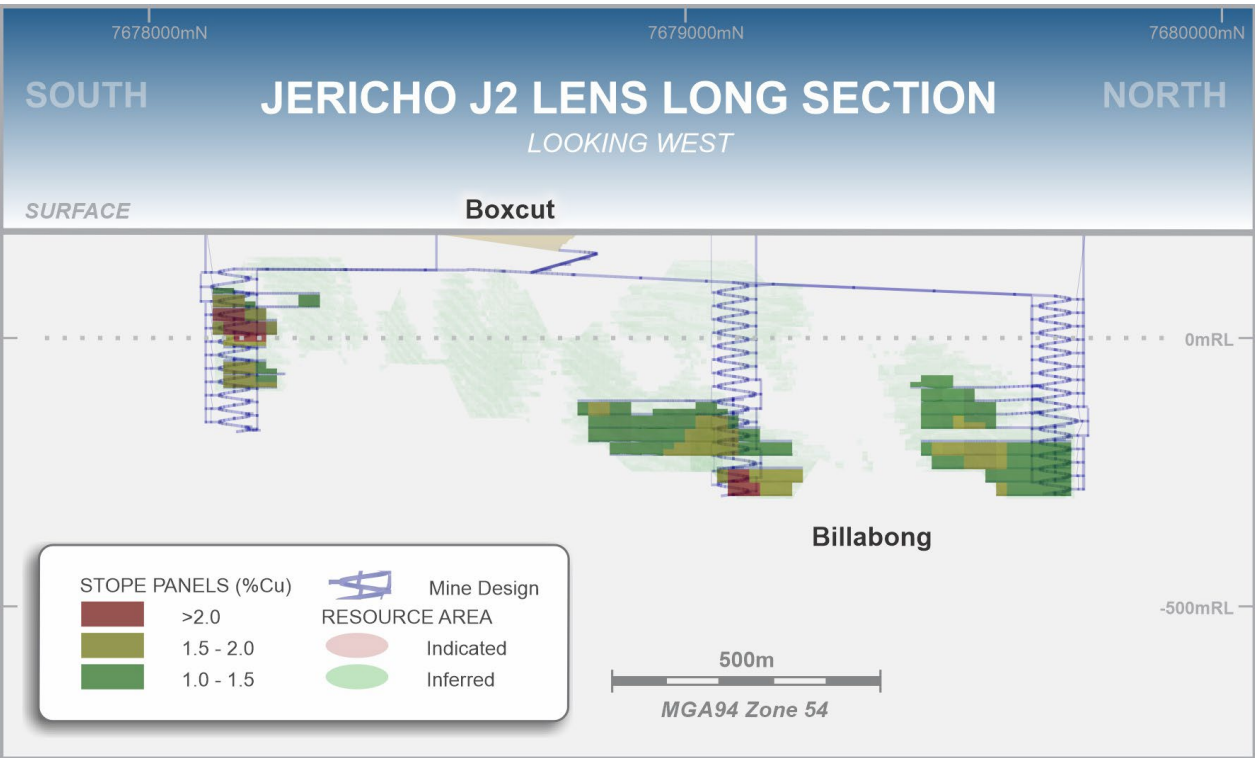 7678000mN
7679000mN
7680000mN
SOUTH
JERICHO J2 LENS LONG SECTION
NORTH
LOOKING WEST
SURFACE
Boxcut
0mRL
Billabong
-500mRL
STOPE PANELS (%Cu)
>2.0
1.5 - 2.0
1.0 - 1.5
Mine Design
RESOURCE AREA
Indicated
Inferred
500m
MGA94 Zone 54